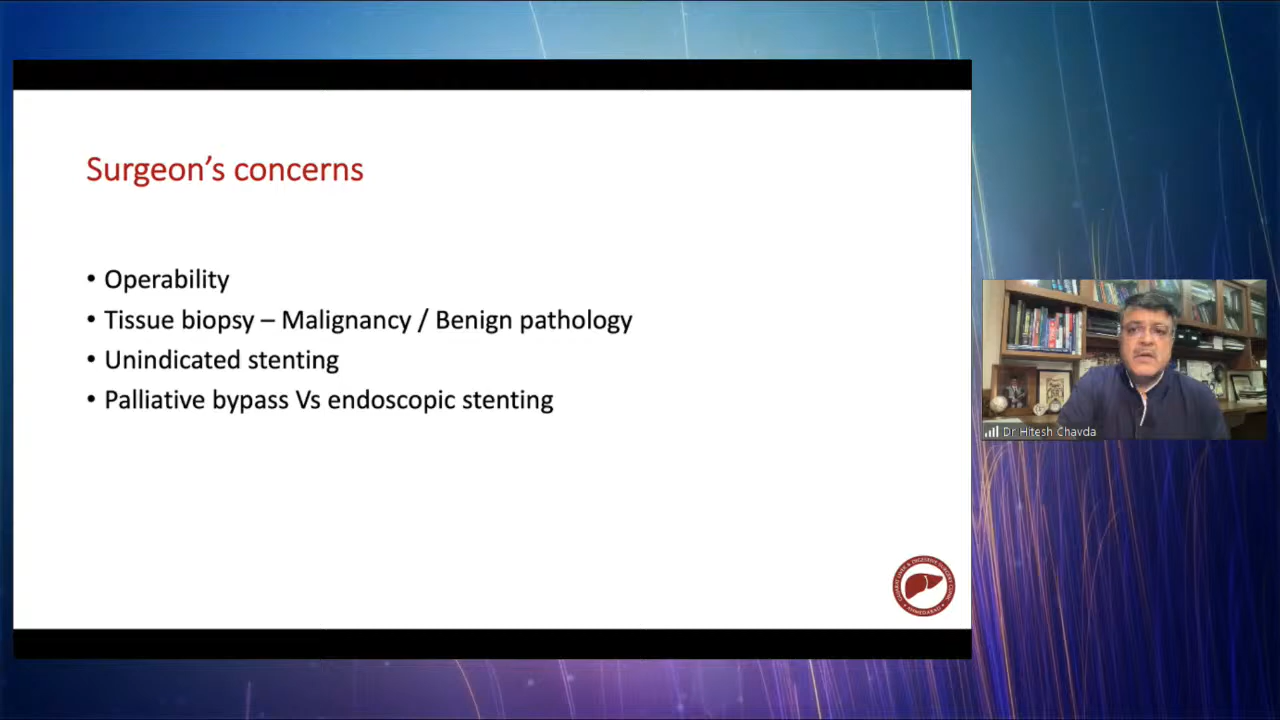 Surgeon’s concerns
• Operability
• Tissue biopsy – Malignancy / Benign pathology
• Unindicated stenting
• Palliative bypass Vs endoscopic stenting
Dr Hitesh Chavda